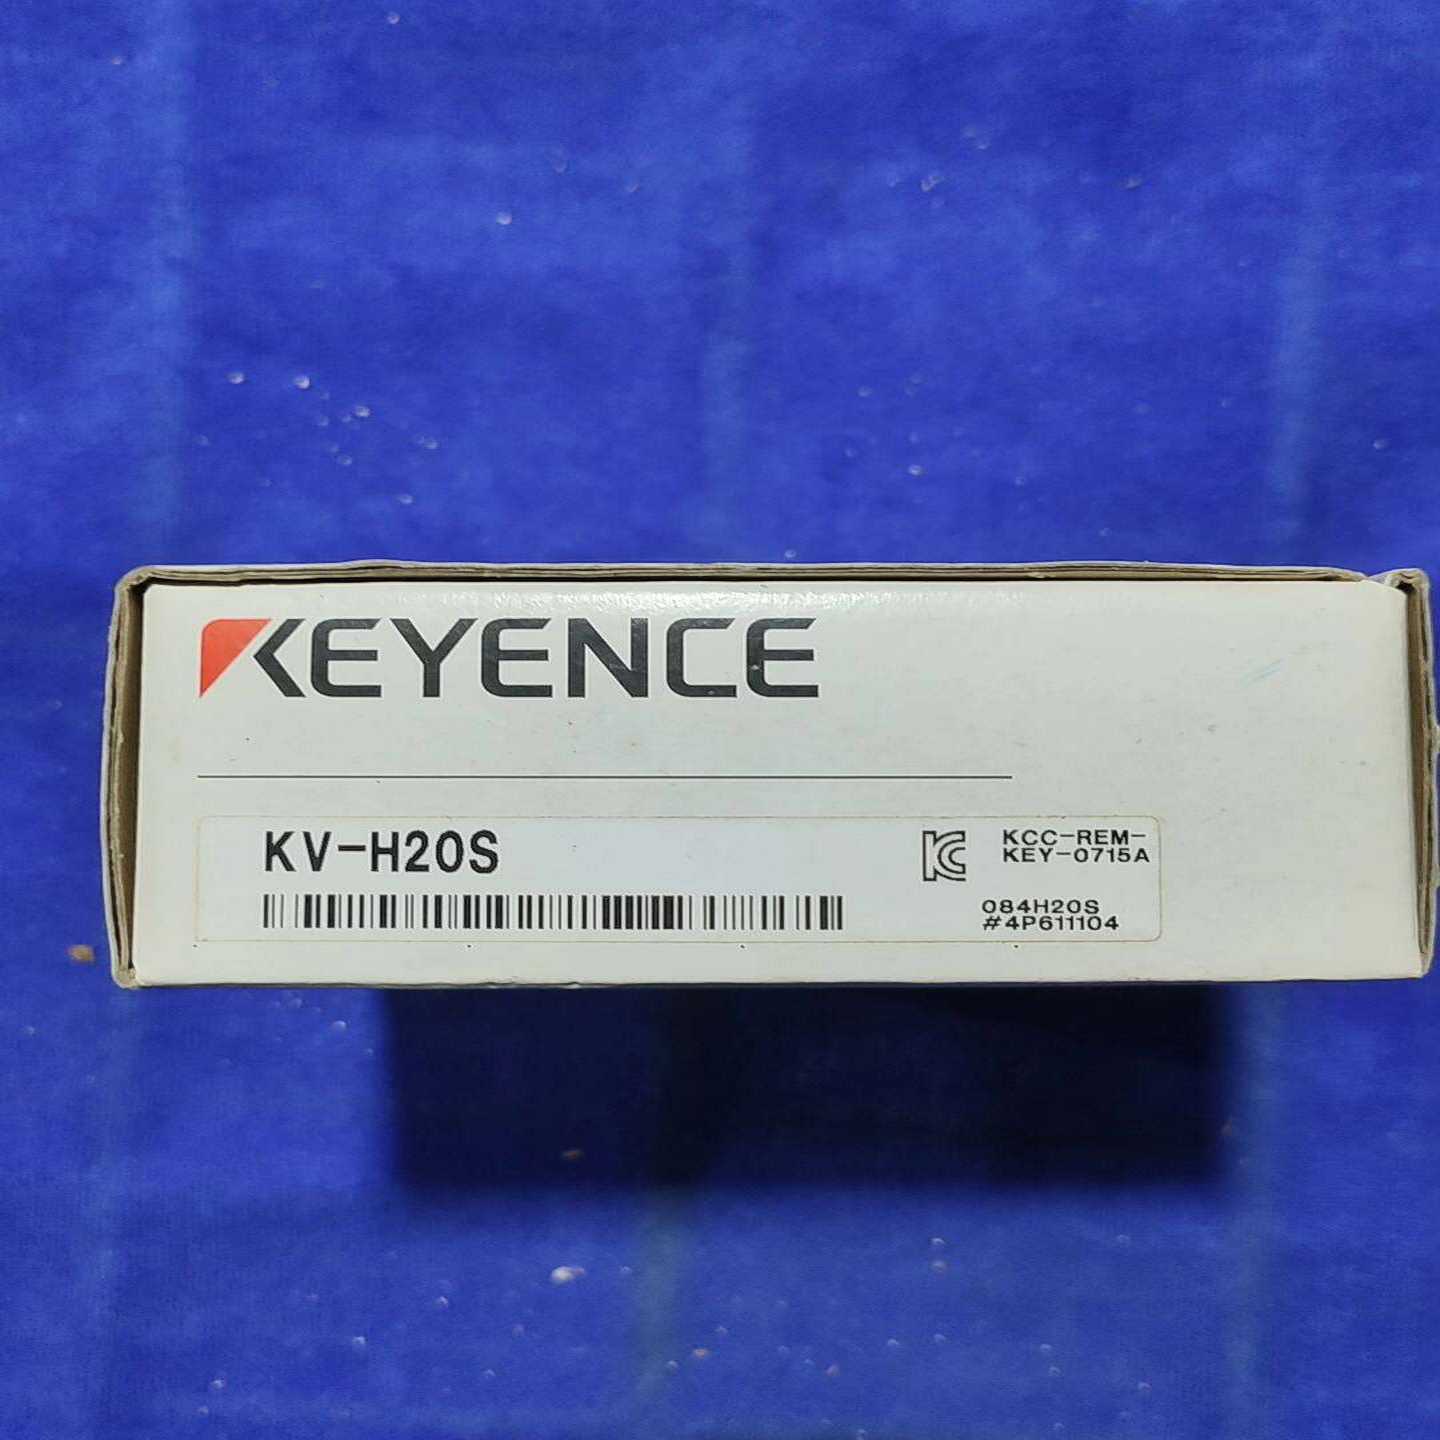 KEYENCE
KV-H20S
KCC-REM-
KEY-0715A
084H20S
#4P611104